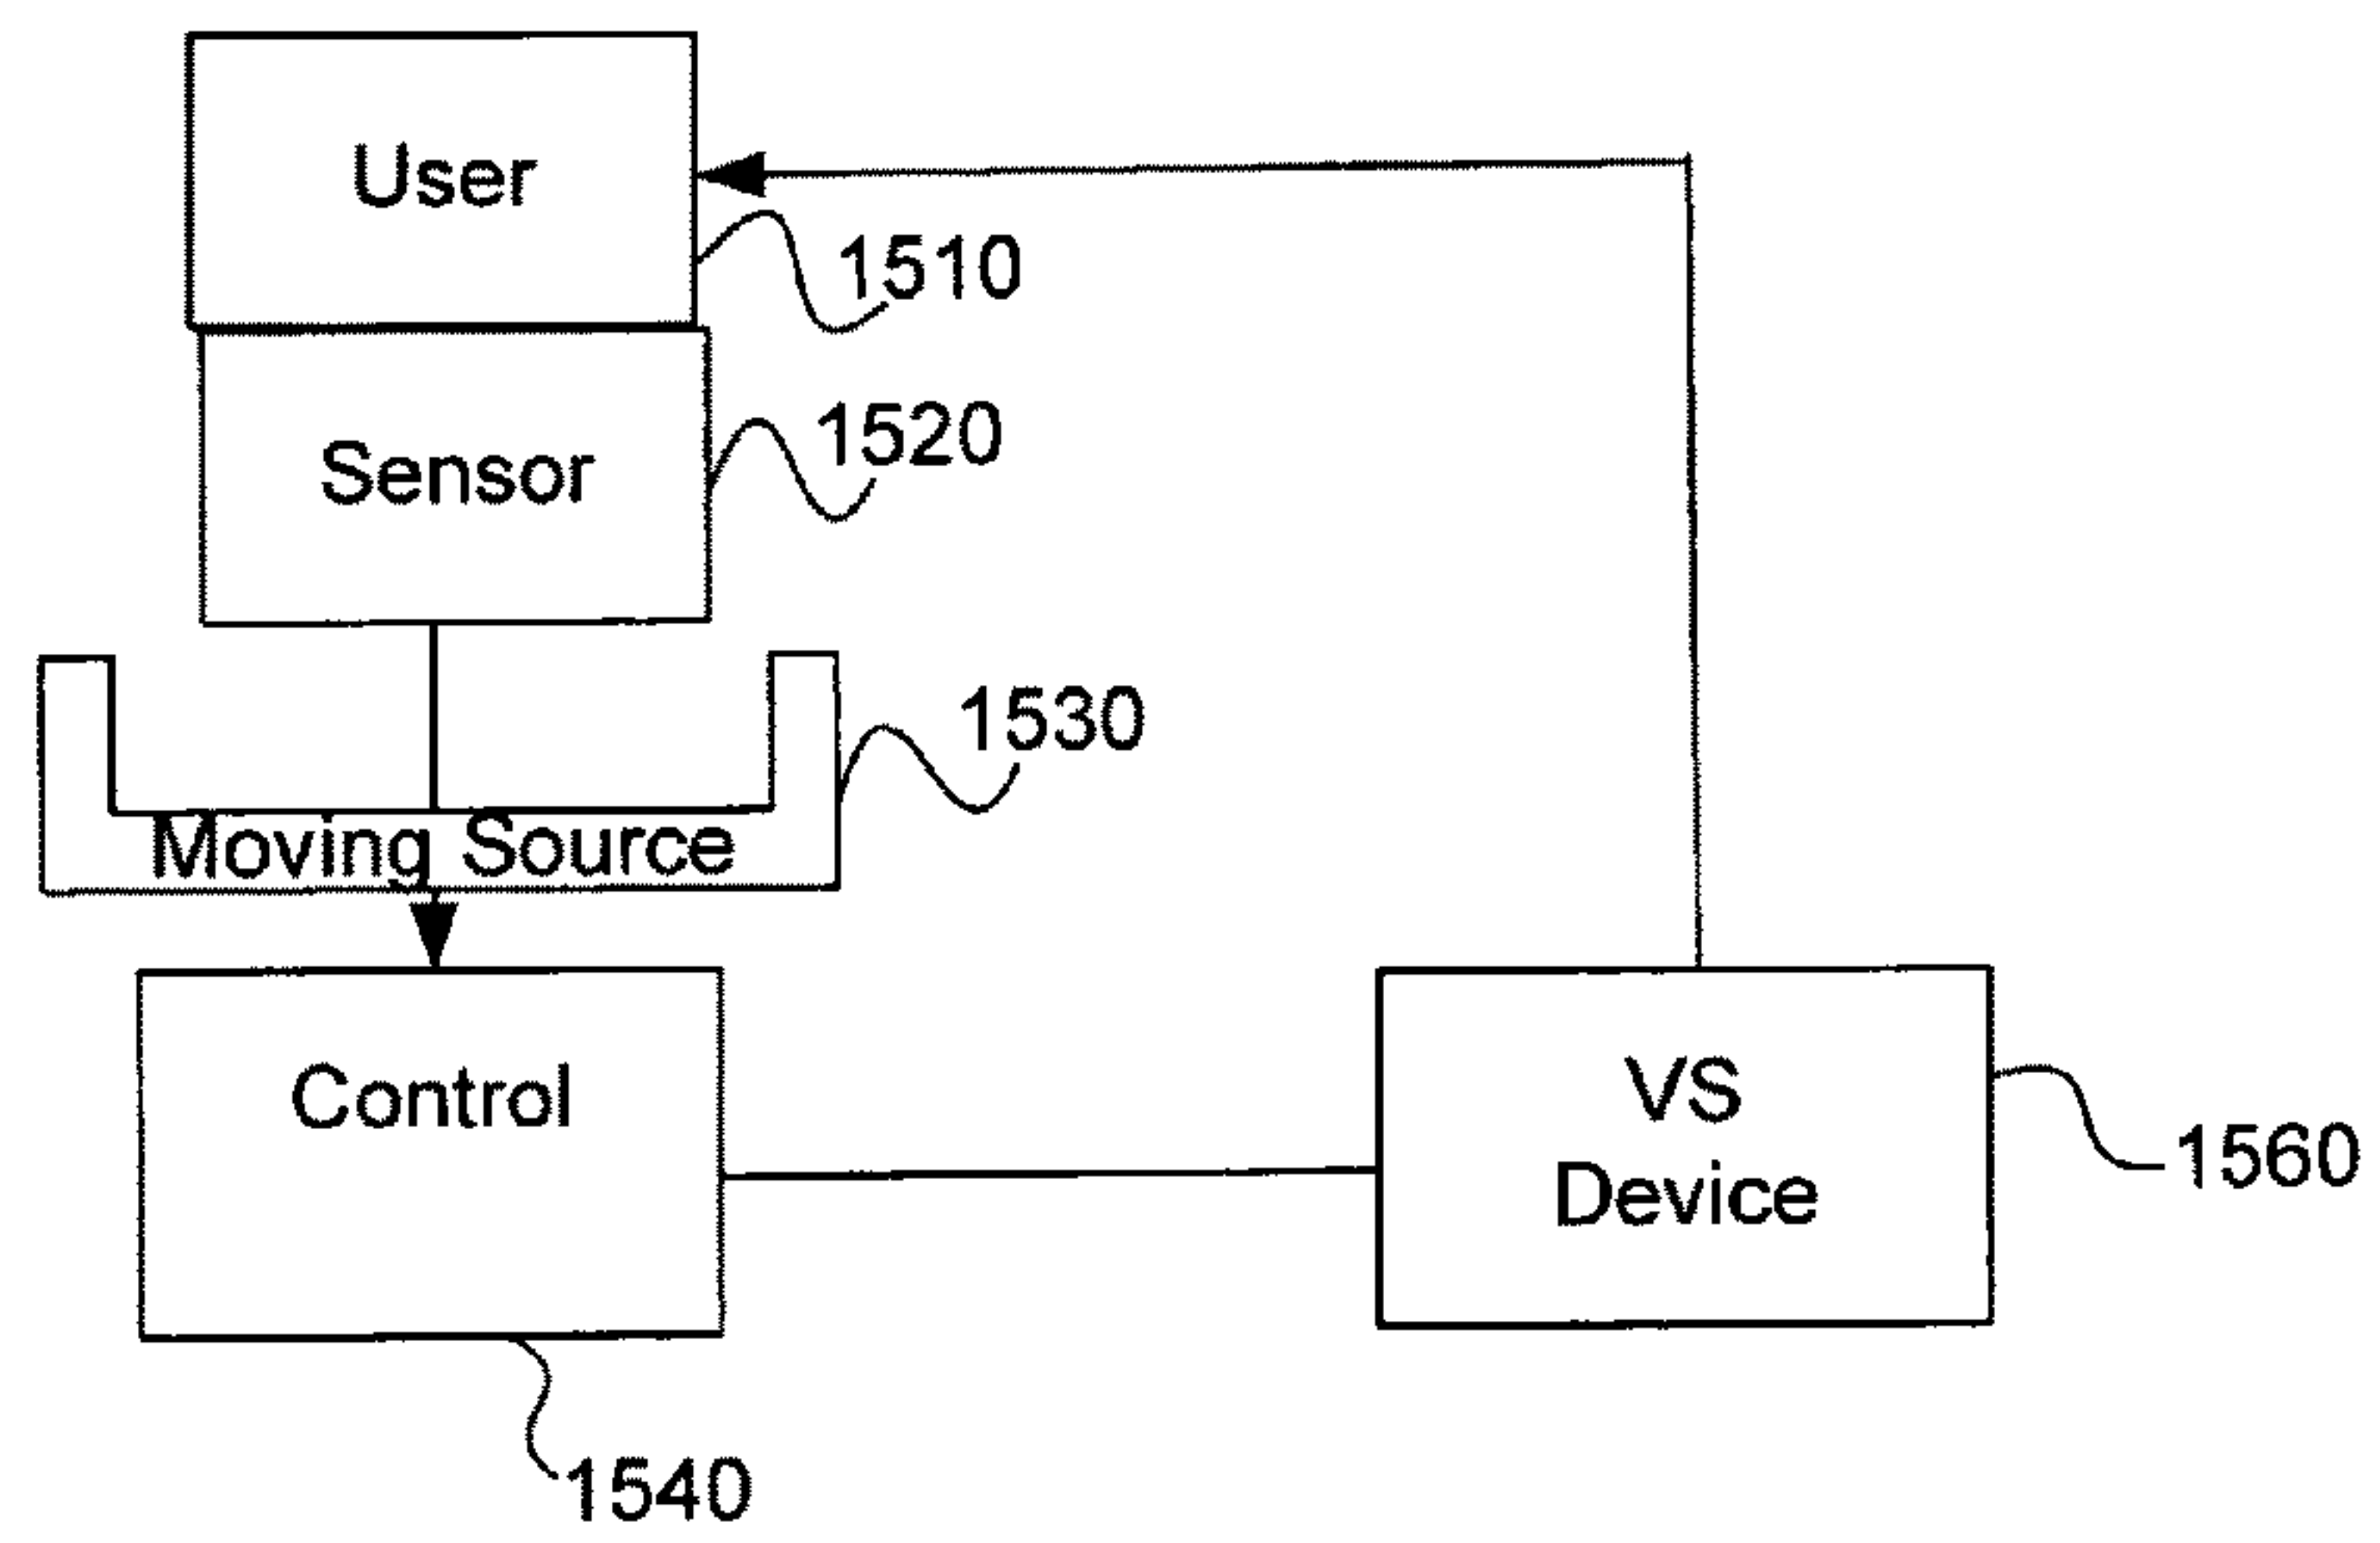 User
1510
Sensor
1520
1530
Moving Source
Control
VS
Device
1560
1540